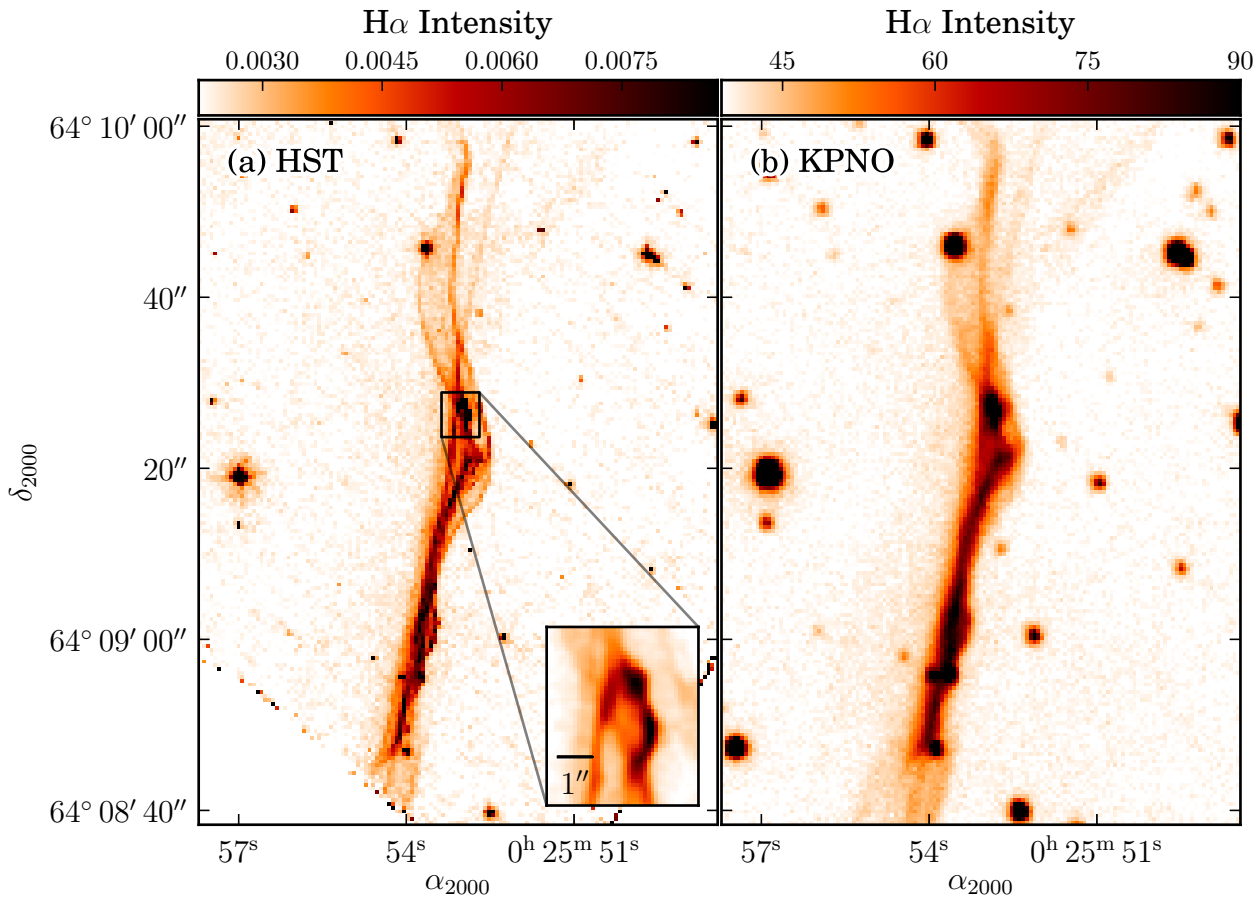 Hα Intensity
0.0030 0.0045 0.0060 0.0075
Hα Intensity
45 60 75 90
(a) HST
(b) KPNO
64° 10′ 00″
40″
20″
64° 09′ 00″
64° 08′ 40″
δ2000
1″
57ˢ 54ˢ 0ʰ 25ᵐ 51ˢ
α2000
57ˢ 54ˢ 0ʰ 25ᵐ 51ˢ
α2000